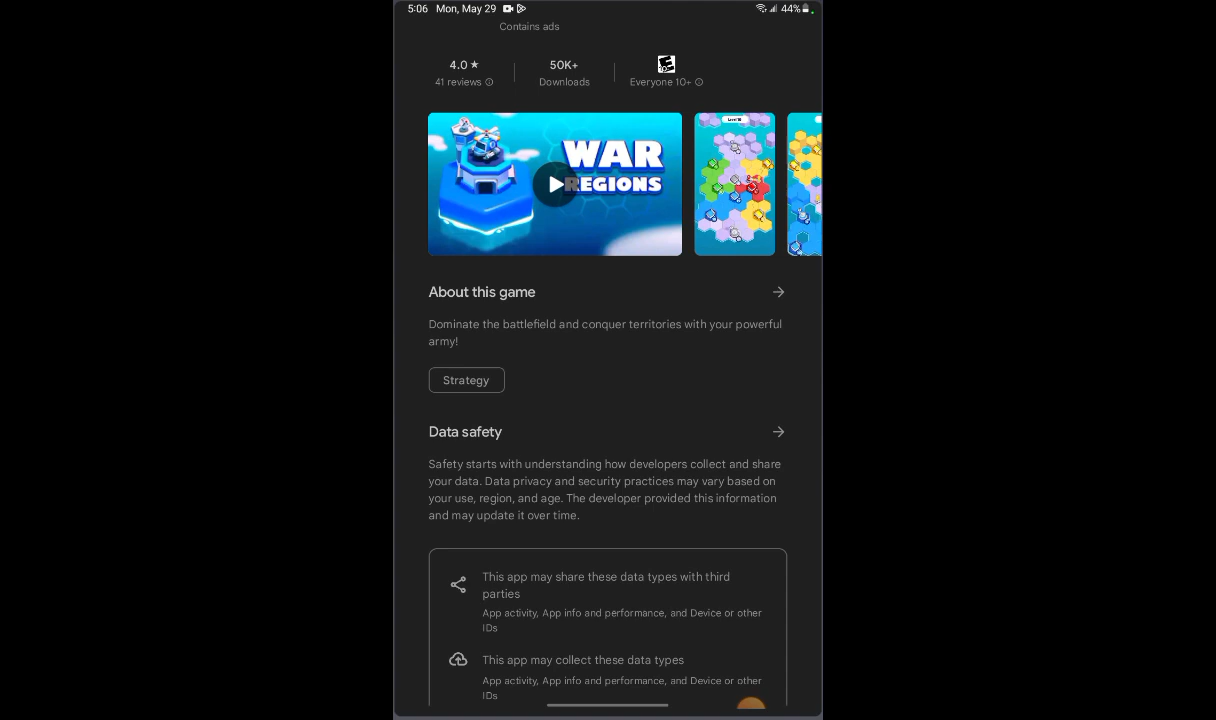 5:06 Mon, May 29 44%
Contains ads
4.0 ★ 50K+ E
41 reviews Downloads Everyone 10+
WAR
REGIONS
About this game
Dominate the battlefield and conquer territories with your powerful
army!
Strategy
Data safety
Safety starts with understanding how developers collect and share
your data. Data privacy and security practices may vary based on
your use, region, and age. The developer provided this information
and may update it over time.
This app may share these data types with third
parties
App activity, App info and performance, and Device or other
IDs
This app may collect these data types
App activity, App info and performance, and Device or other
IDs